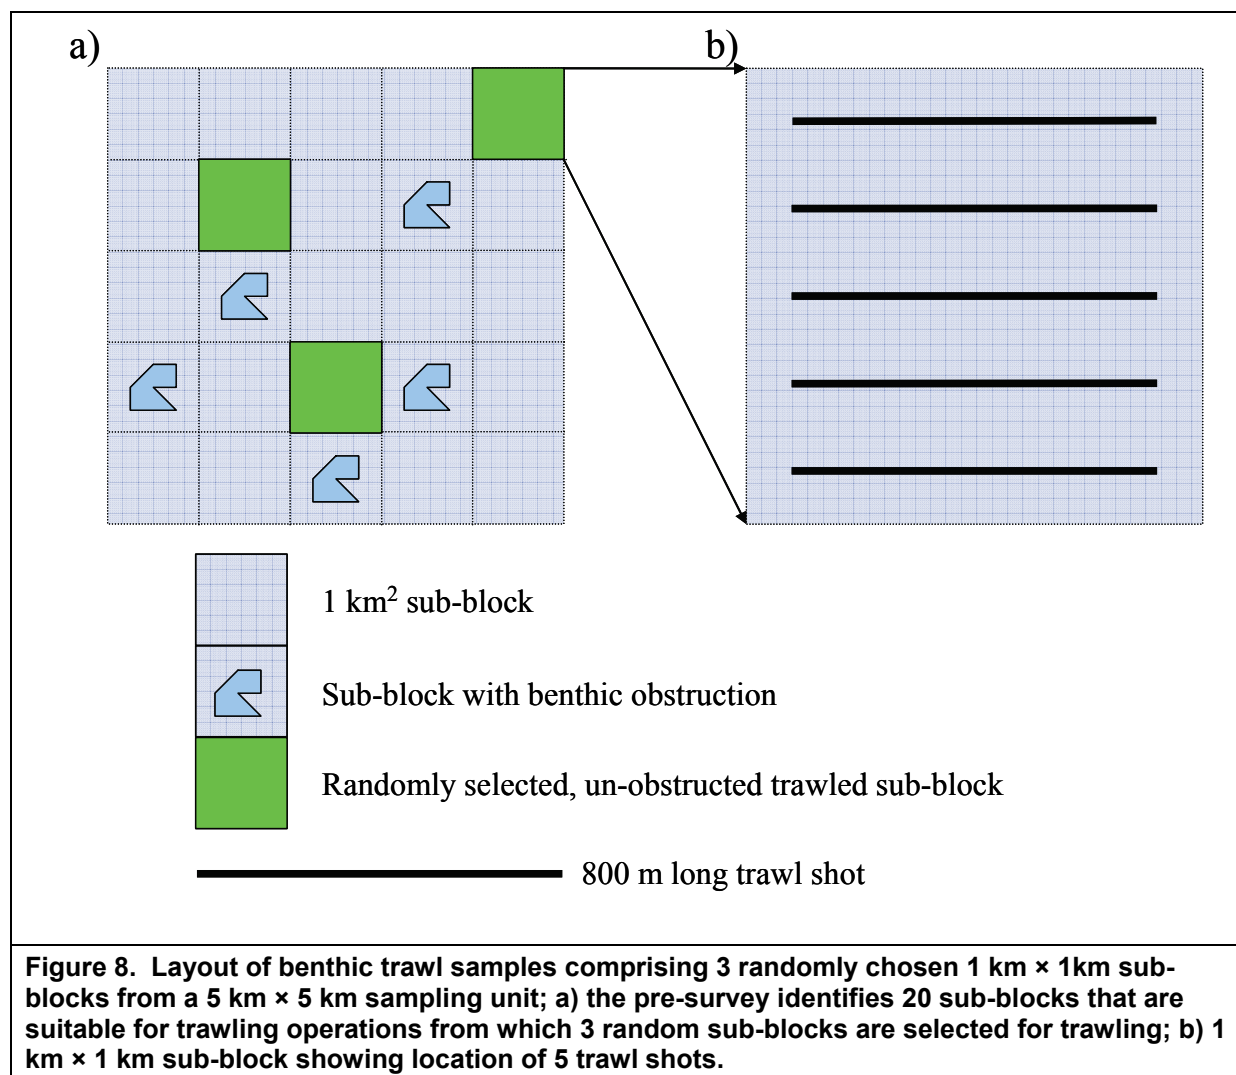 a)
b)
1 km² sub-block
Sub-block with benthic obstruction
Randomly selected, un-obstructed trawled sub-block
800 m long trawl shot
Figure 8. Layout of benthic trawl samples comprising 3 randomly chosen 1 km × 1km sub-
blocks from a 5 km × 5 km sampling unit; a) the pre-survey identifies 20 sub-blocks that are
suitable for trawling operations from which 3 random sub-blocks are selected for trawling; b) 1
km × 1 km sub-block showing location of 5 trawl shots.